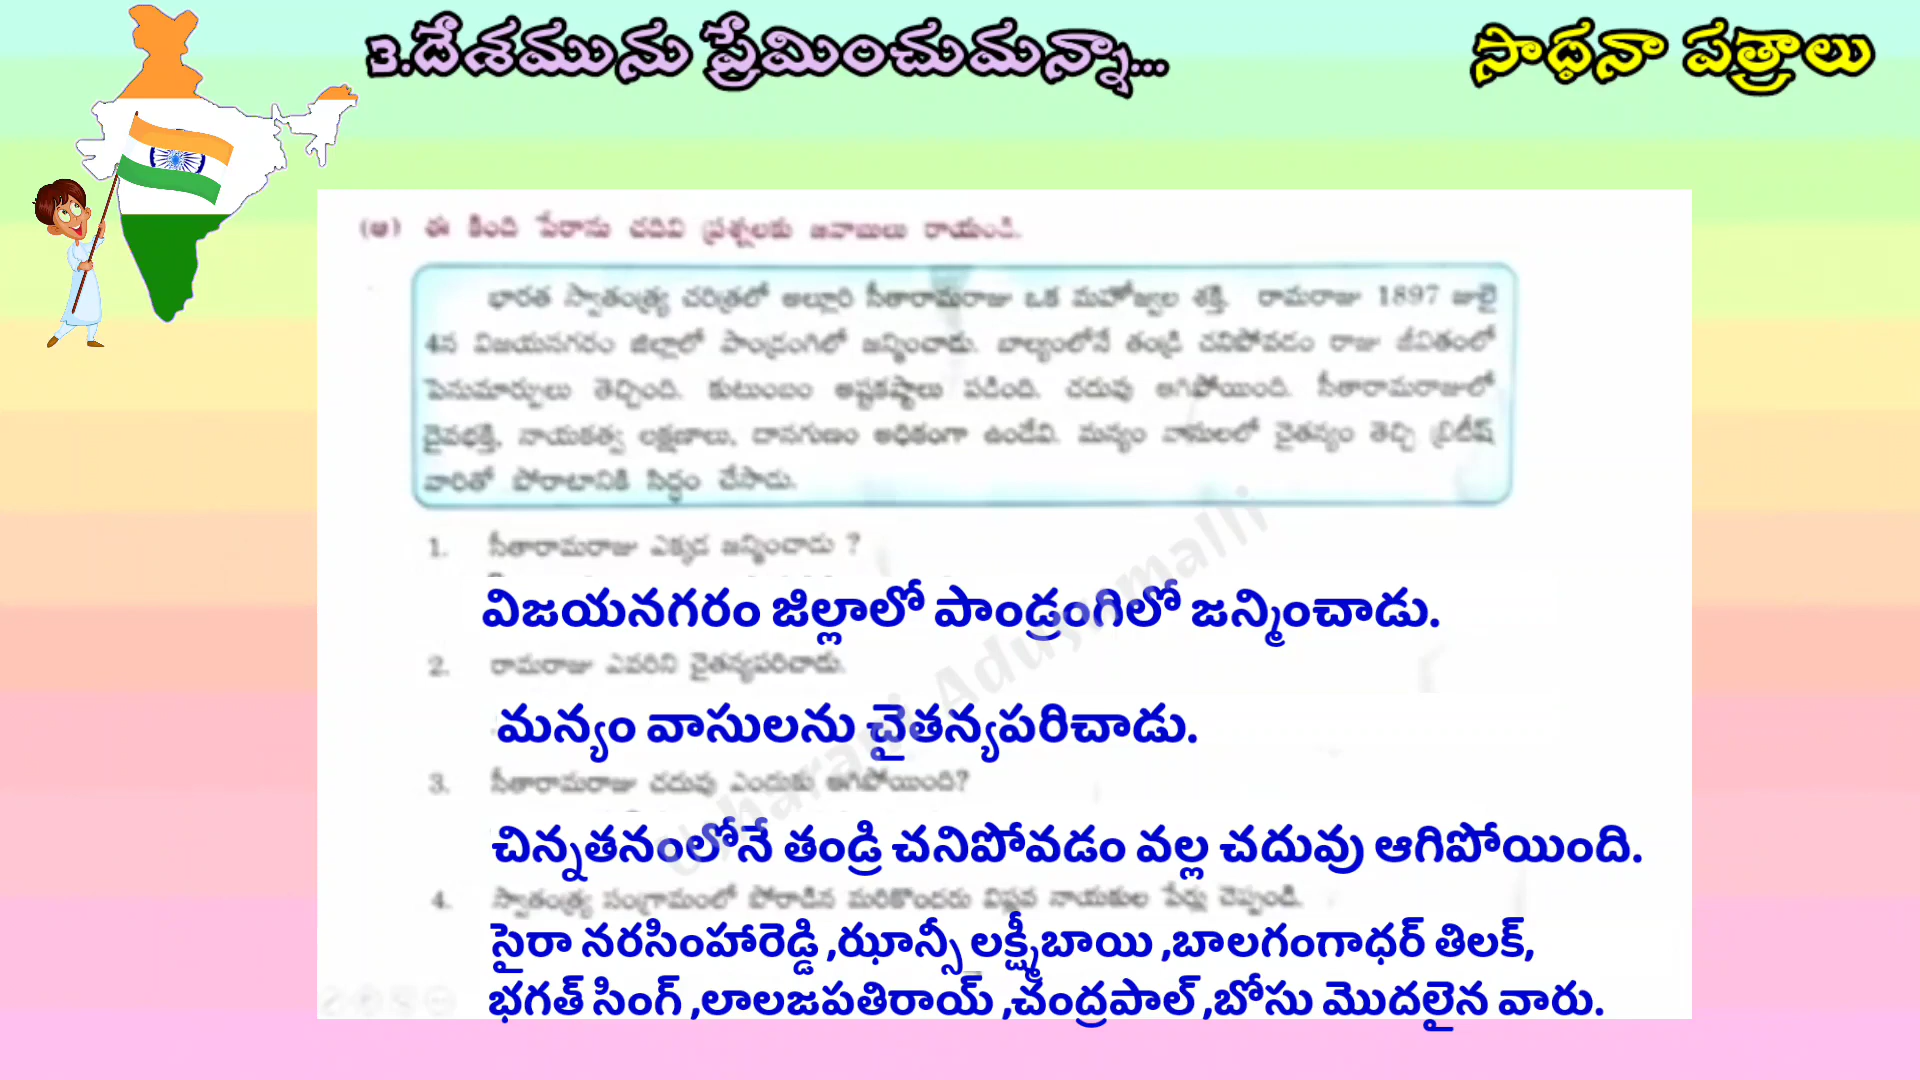 3.దేశమును ప్రేమించుమన్నా...
సాధనా పత్రాలు
(ఆ) ఈ కింది పేరాను చదివి ప్రశ్నలకు జవాబులు రాయండి.
భారత స్వాతంత్ర్య చరిత్రలో అల్లూరి సీతారామరాజు ఒక మహోజ్వల శక్తి. రామరాజు 1897 జులై
4న విజయనగరం జిల్లాలో పాండ్రంగిలో జన్మించాడు. బాల్యంలోనే తండ్రి చనిపోవడం రాజు జీవితంలో
పెనుమార్పులు తెచ్చింది. కుటుంబం అష్టకష్టాలు పడింది. చదువు ఆగిపోయింది. సీతారామరాజులో
దైవభక్తి, నాయకత్వ లక్షణాలు, దానగుణం అధికంగా ఉండేవి. మన్యం వాసులలో చైతన్యం తెచ్చి బ్రిటీష్
వారితో పోరాటానికి సిద్ధం చేసాడు.
1. సీతారామరాజు ఎక్కడ జన్మించాడు ?
విజయనగరం జిల్లాలో పాండ్రంగిలో జన్మించాడు.
2. రామరాజు ఎవరిని చైతన్యపరిచాడు.
మన్యం వాసులను చైతన్యపరిచాడు.
3. సీతారామరాజు చదువు ఎందుకు ఆగిపోయింది?
చిన్నతనంలోనే తండ్రి చనిపోవడం వల్ల చదువు ఆగిపోయింది.
4. స్వాతంత్ర్య సంగ్రామంలో పోరాడిన మరికొందరు విప్లవ నాయకుల పేర్లు చెప్పండి.
సైరా నరసింహారెడ్డి ,ఝాన్సీ లక్ష్మీబాయి ,బాలగంగాధర్ తిలక్,
భగత్ సింగ్ ,లాలజపతిరాయ్ ,చంద్రపాల్ ,బోసు మొదలైన వారు.
Usharani Adusumalli